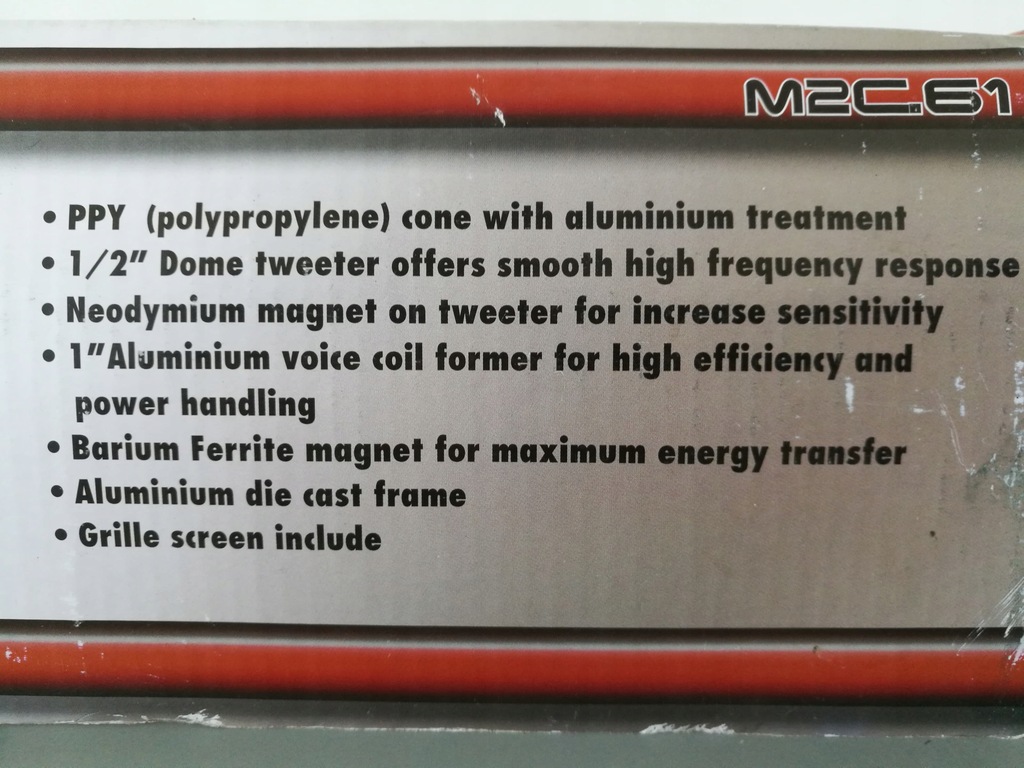 M2C.61
• PPY (polypropylene) cone with aluminium treatment
• 1/2" Dome tweeter offers smooth high frequency response
• Neodymium magnet on tweeter for increase sensitivity
• 1"Aluminium voice coil former for high efficiency and
power handling
• Barium Ferrite magnet for maximum energy transfer
• Aluminium die cast frame
• Grille screen include